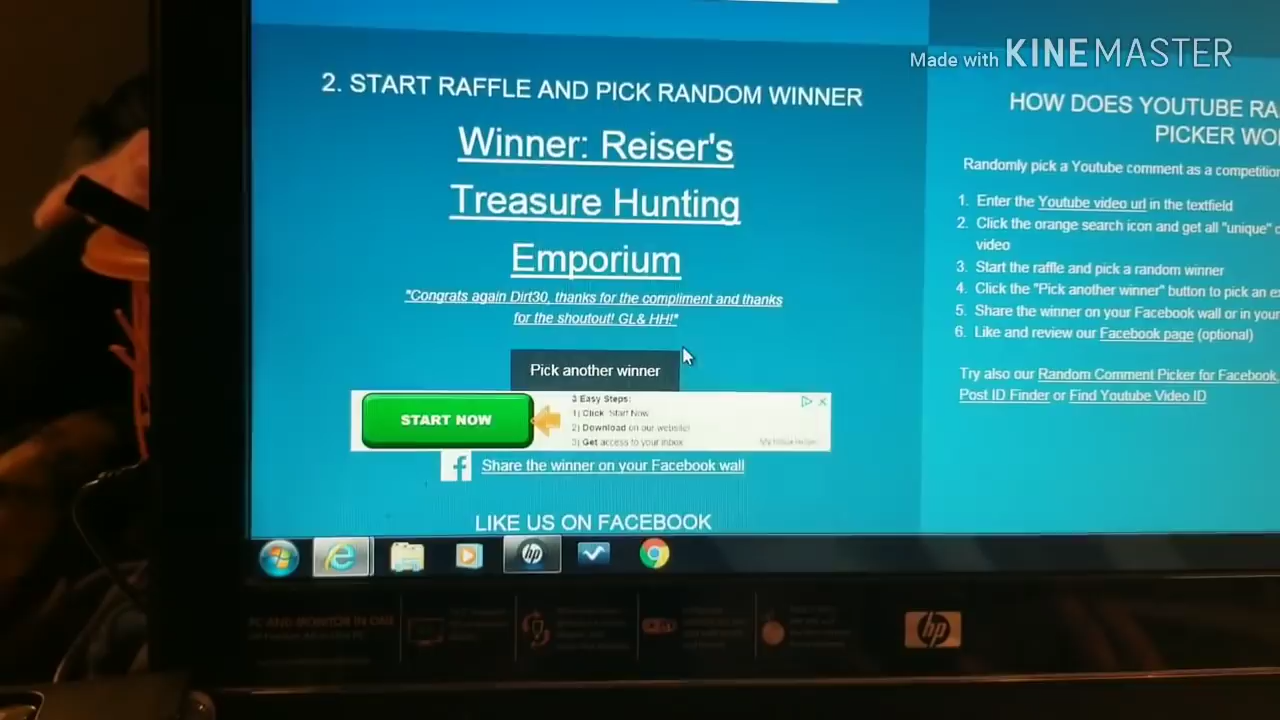 Made with KINEMASTER
2. START RAFFLE AND PICK RANDOM WINNER
Winner: Reiser's
Treasure Hunting
Emporium
"Congrats again Dirt30, thanks for the compliment and thanks
for the shoutout! GL& HH!"
Pick another winner
START NOW
3 Easy Steps:
1) Click Start Now
2) Download on our website
3) Get access to your inbox
Share the winner on your Facebook wall
LIKE US ON FACEBOOK
HOW DOES YOUTUBE RA
PICKER WO
Randomly pick a Youtube comment as a competition
1. Enter the Youtube video url in the textfield
2. Click the orange search icon and get all "unique"
video
3. Start the raffle and pick a random winner
4. Click the "Pick another winner" button to pick an
5. Share the winner on your Facebook wall or in your
6. Like and review our Facebook page (optional)
Try also our Random Comment Picker for Facebook
Post ID Finder or Find Youtube Video ID
hp
PC AND MONITOR IN ONE
hp